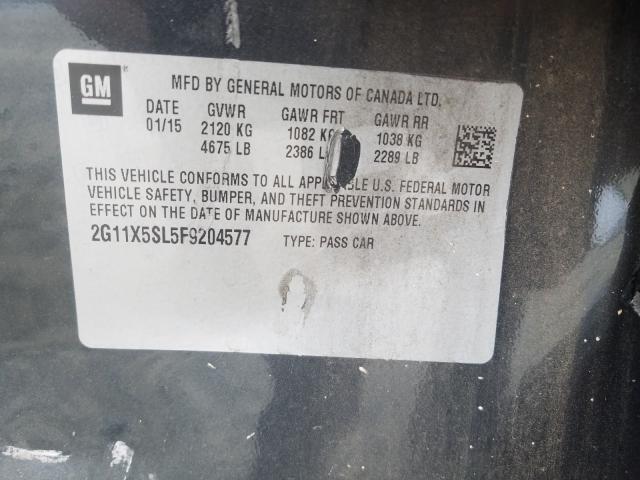 GM
MFD BY GENERAL MOTORS OF CANADA LTD.
DATE GVWR GAWR FRT GAWR RR
01/15 2120 KG 1082 KG 1038 KG
4675 LB 2386 L 2289 LB
THIS VEHICLE CONFORMS TO ALL APPLICABLE U.S. FEDERAL MOTOR
VEHICLE SAFETY, BUMPER, AND THEFT PREVENTION STANDARDS IN
EFFECT ON THE DATE OF MANUFACTURE SHOWN ABOVE.
2G11X5SL5F9204577 TYPE: PASS CAR